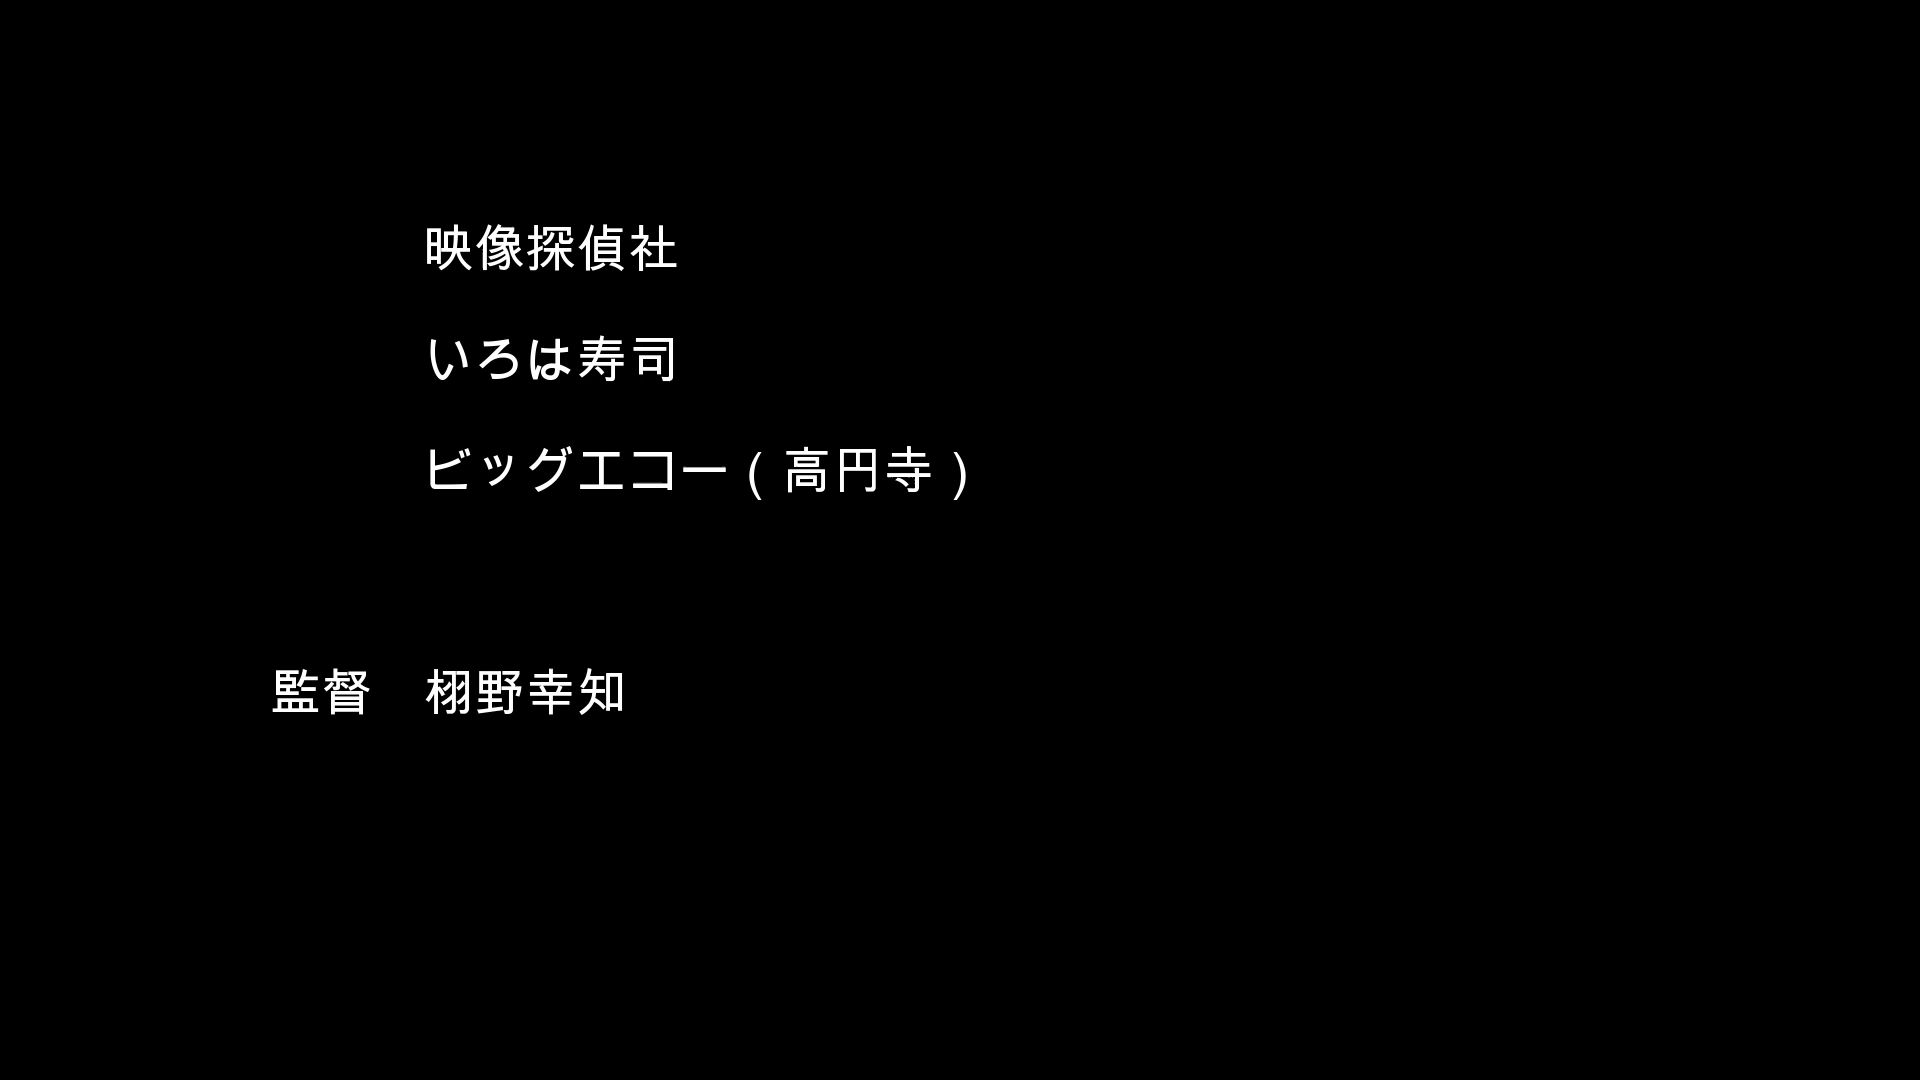 映像探偵社
いろは寿司
ビッグエコー(高円寺)
監督　栩野幸知